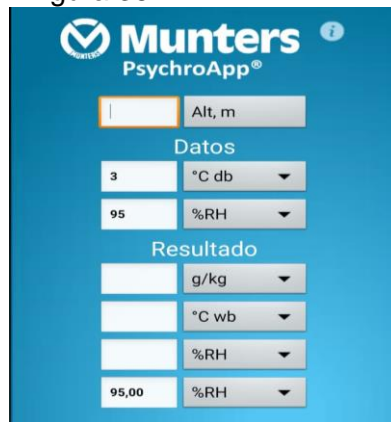 Munters
PsychroApp®
Alt, m
Datos
3 °C db
95 %RH
Resultado
g/kg
°C wb
%RH
95,00 %RH